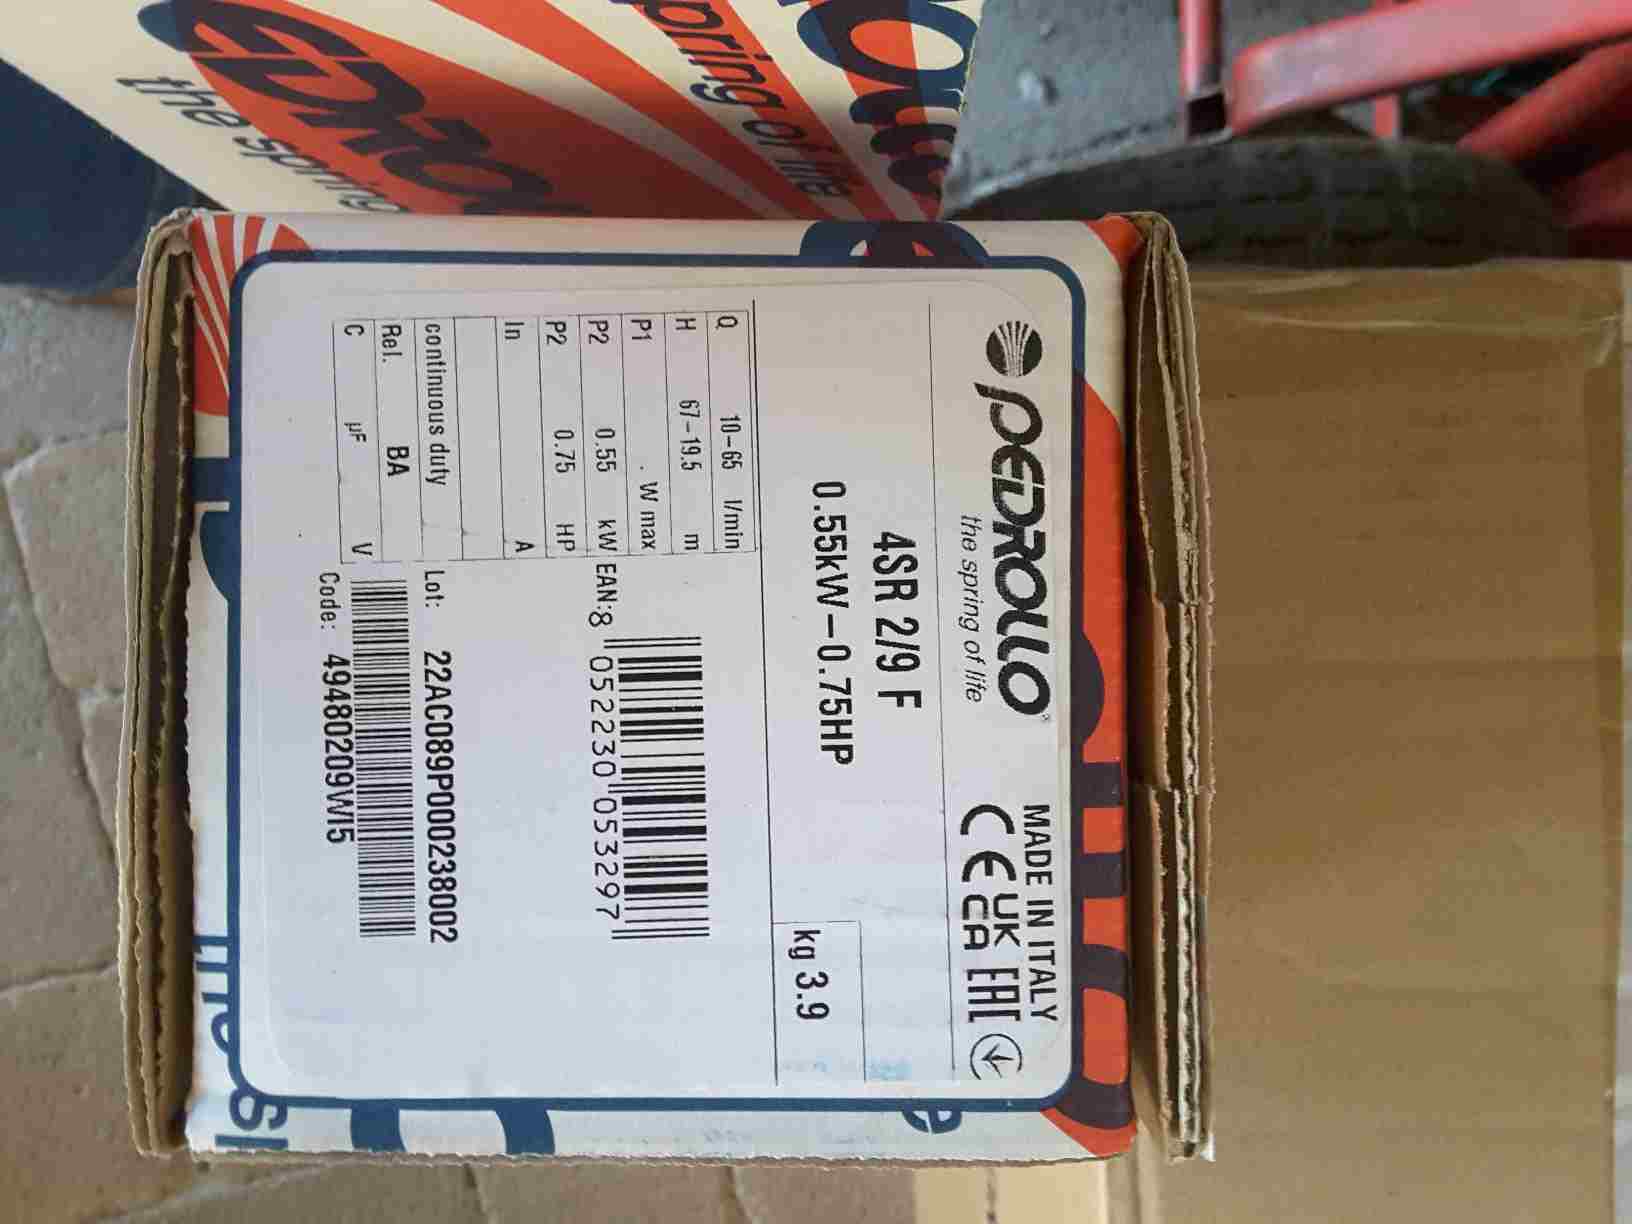 PEDROLLO
the spring of life
MADE IN ITALY
CE UK CA EAC
4SR 2/9 F
0.55kW-0.75HP
kg 3.9
Q 10-65 l/min
H 67-19.5 m
P1 . W max
P2 0.55 kW
P2 0.75 HP
In A
continuous duty
Rel. BA
C µF V
EAN:8 052230 053297
Lot: 22AC089P000238002
Code: 49480209WI5
EDRO
the spring
pring of life